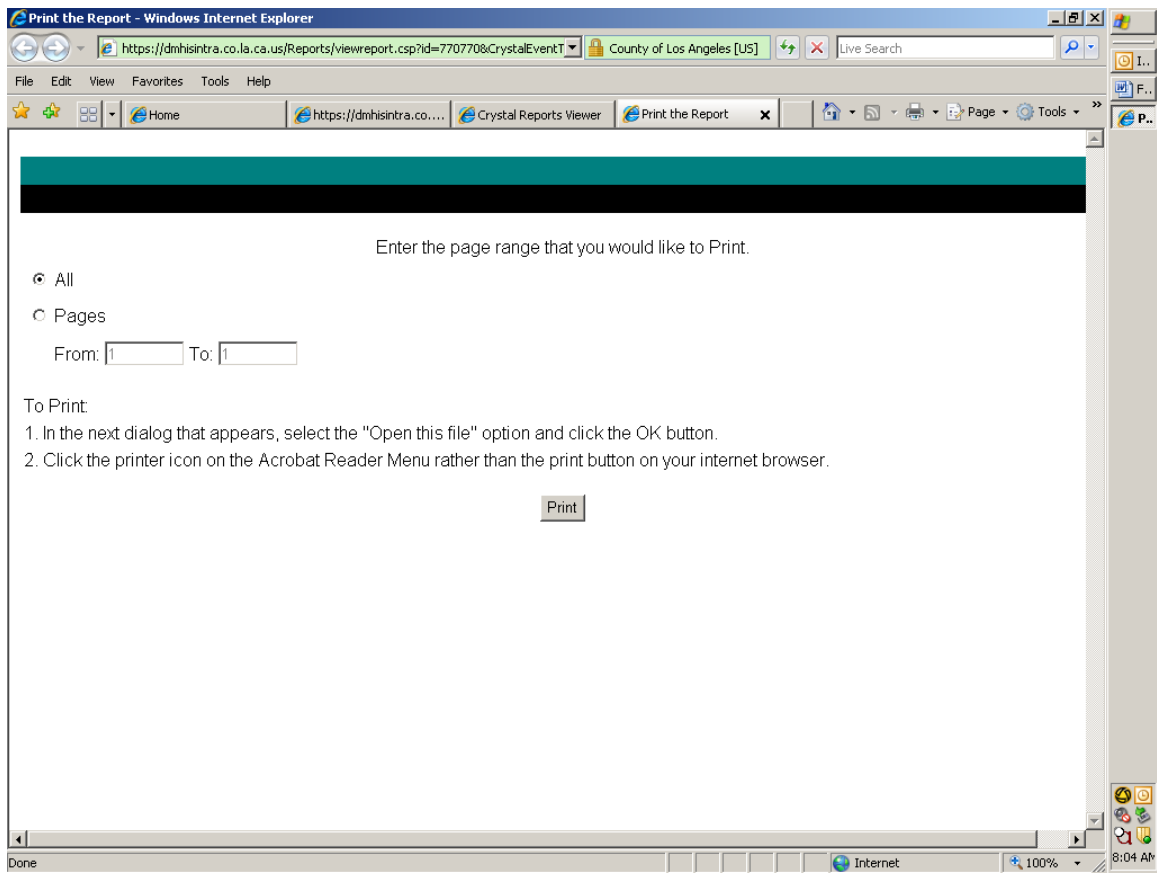 Print the Report - Windows Internet Explorer
https://dmhisintra.co.la.ca.us/Reports/viewreport.csp?id=770770&CrystalEventT County of Los Angeles [US] Live Search
File Edit View Favorites Tools Help
Home https://dmhisintra.co.... Crystal Reports Viewer Print the Report Page Tools »
I..
F..
P..
Enter the page range that you would like to Print.
All
Pages
From: 1 To: 1
To Print:
1. In the next dialog that appears, select the "Open this file" option and click the OK button.
2. Click the printer icon on the Acrobat Reader Menu rather than the print button on your internet browser.
Print
Done Internet 100%
8:04 AM